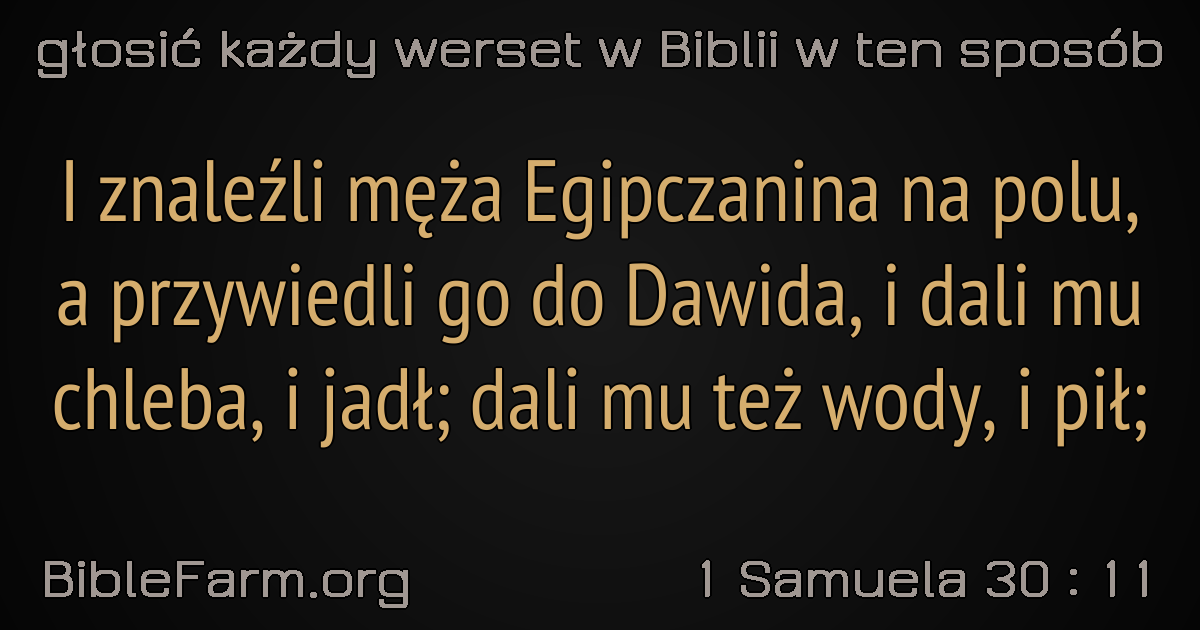 głosić każdy werset w Biblii w ten sposób
I znaleźli męża Egipczanina na polu,
a przywiedli go do Dawida, i dali mu
chleba, i jadł; dali mu też wody, i pił;
BibleFarm.org
1 Samuela 30 : 11